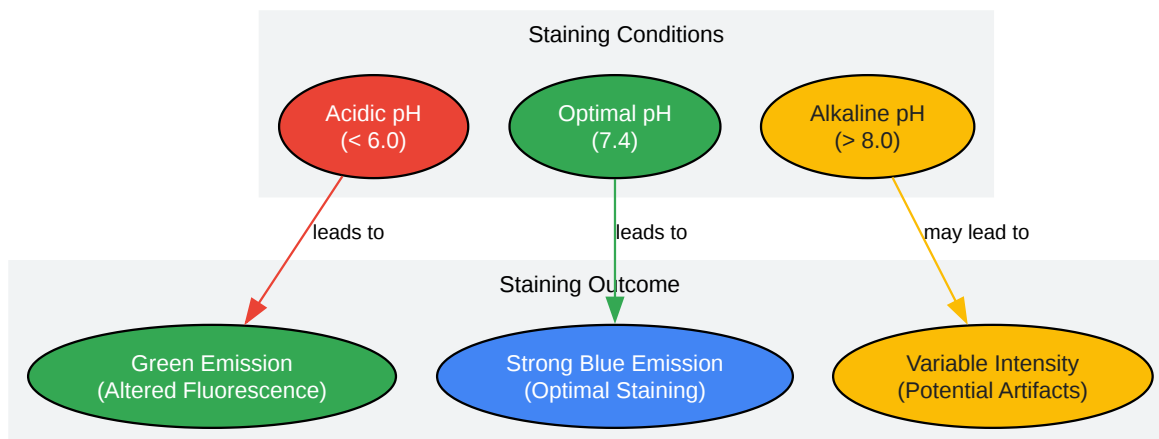 Staining Conditions
Acidic pH
(< 6.0)
Optimal pH
(7.4)
Alkaline pH
(> 8.0)
leads to
leads to
may lead to
Staining Outcome
Green Emission
(Altered Fluorescence)
Strong Blue Emission
(Optimal Staining)
Variable Intensity
(Potential Artifacts)